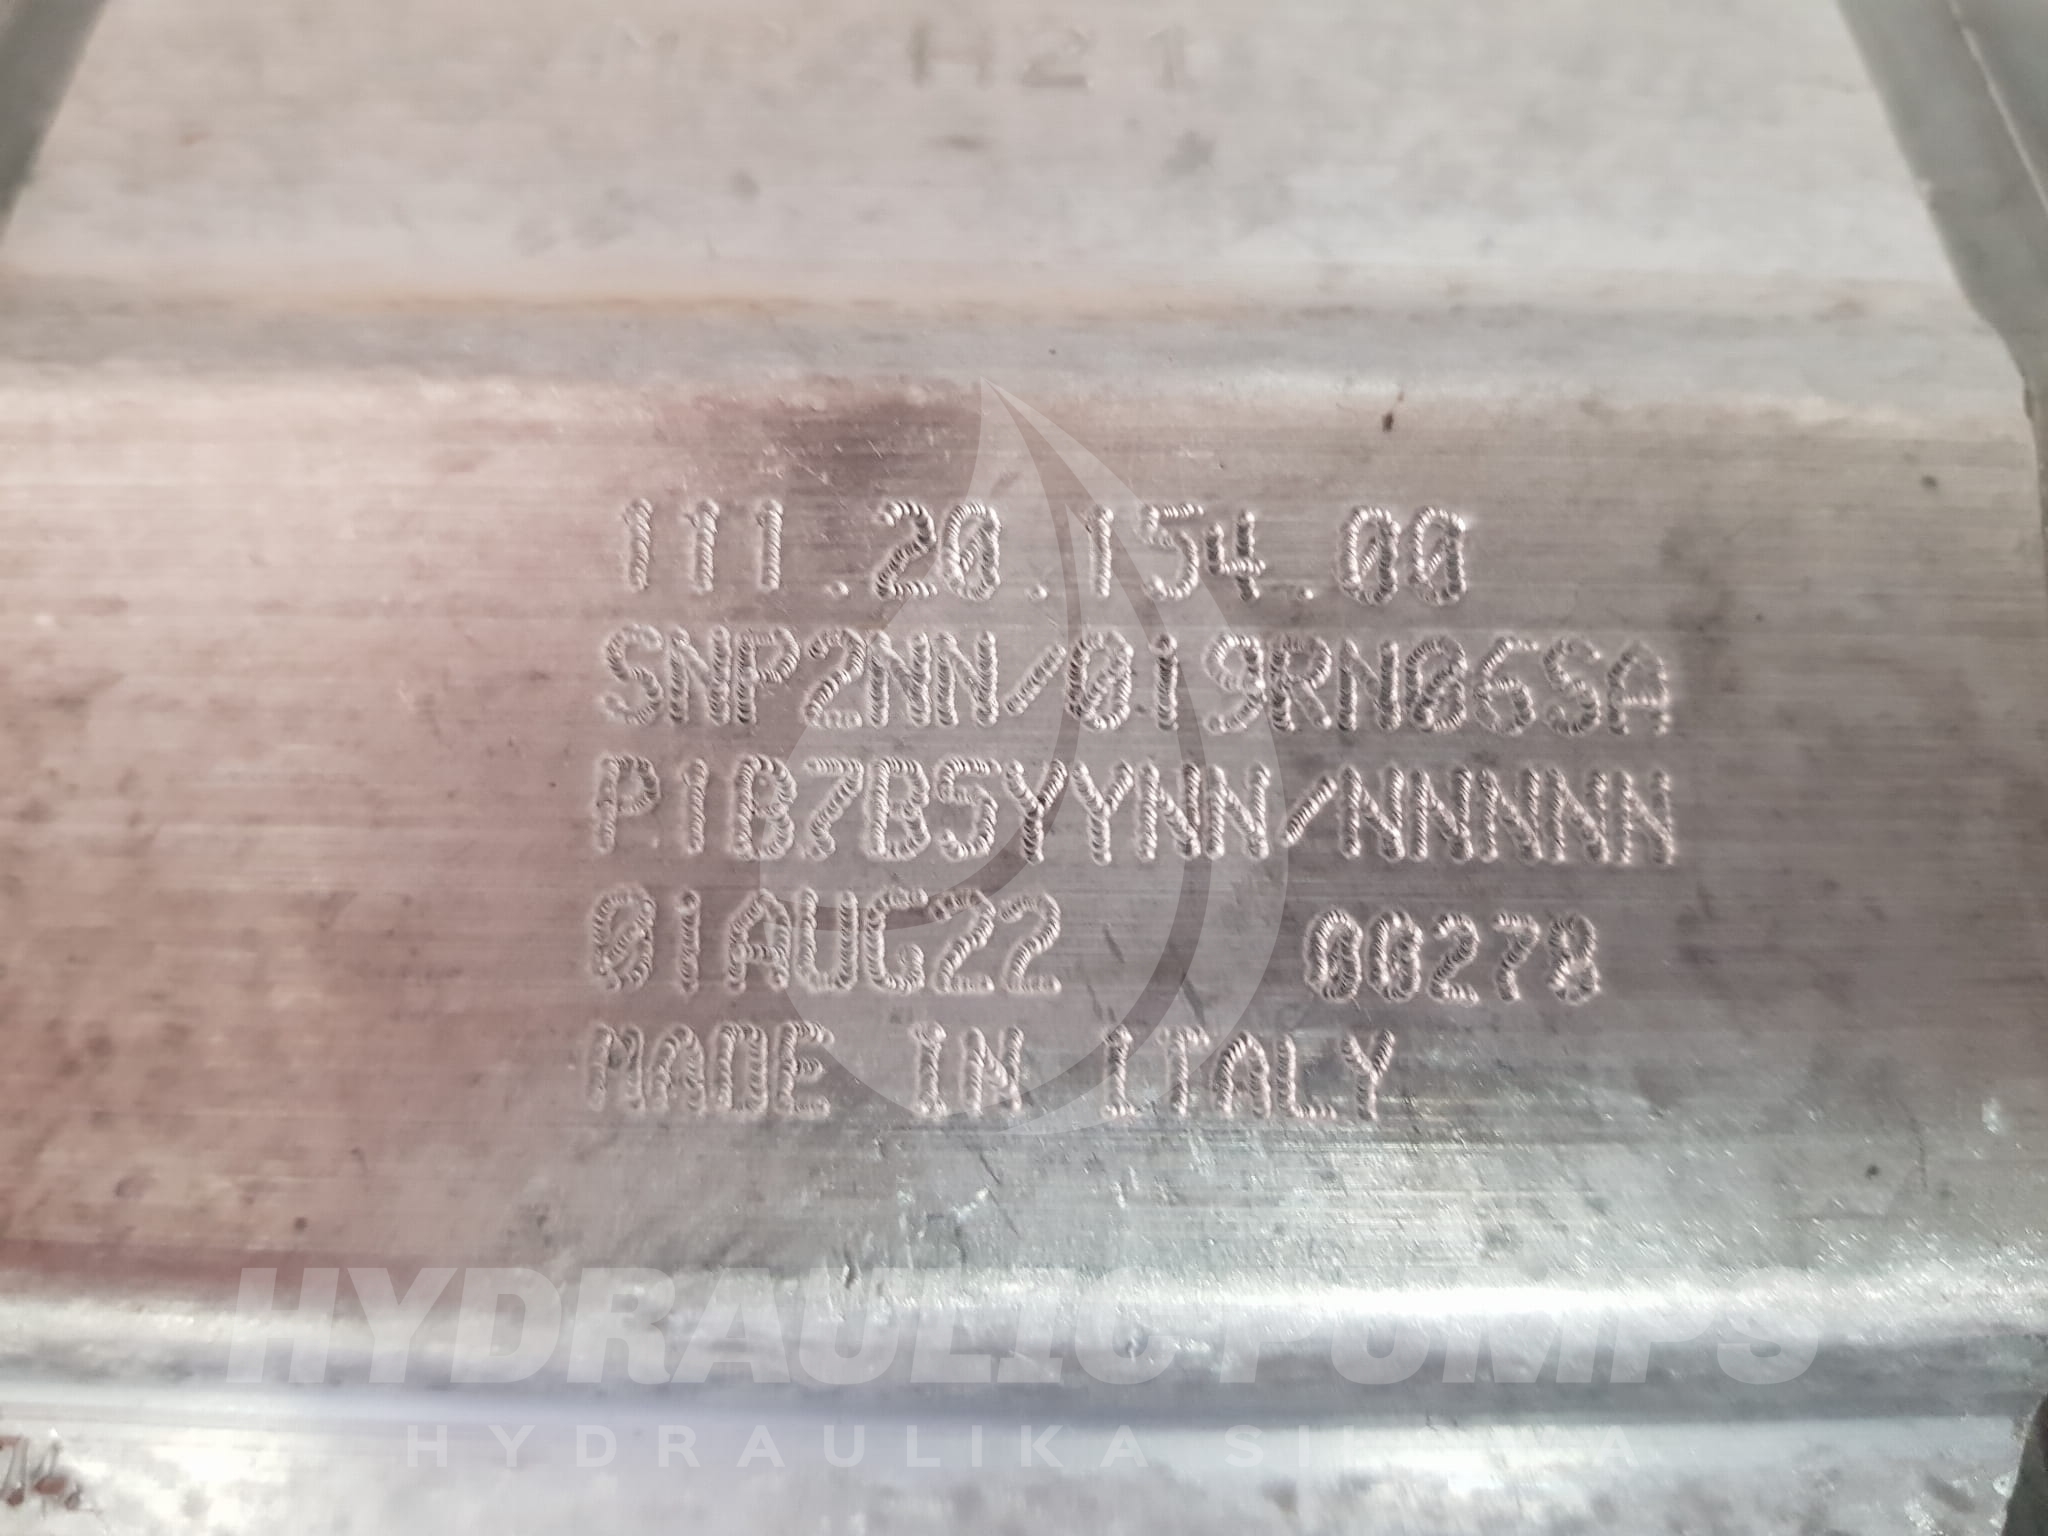 H21
111.20.154.00
SNP2NN/019RN06SA
P1B7B5YYNN/NNNNN
01AUG22 00278
MADE IN ITALY
HYDRAULIC PUMPS
HYDRAULIKA SIŁOWA